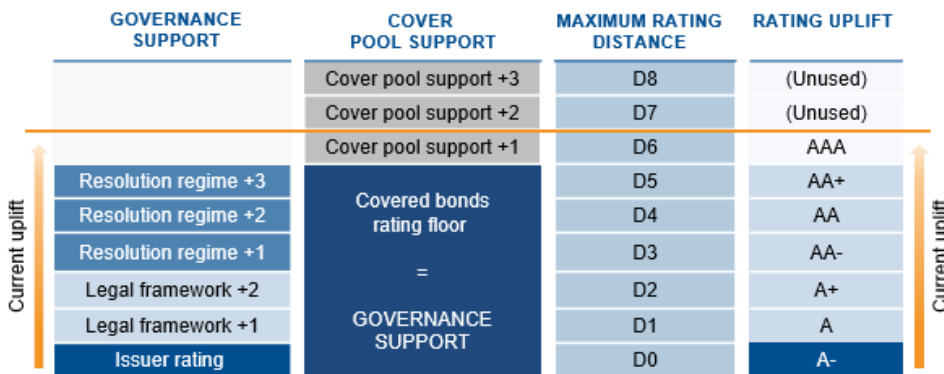 GOVERNANCE
SUPPORT
COVER
POOL SUPPORT
MAXIMUM RATING
DISTANCE
RATING UPLIFT
Cover pool support +3
D8
(Unused)
Cover pool support +2
D7
(Unused)
Cover pool support +1
D6
AAA
Resolution regime +3
D5
AA+
Resolution regime +2
D4
AA
Resolution regime +1
D3
AA-
Legal framework +2
D2
A+
Legal framework +1
D1
A
Issuer rating
D0
A-
Covered bonds
rating floor
=
GOVERNANCE
SUPPORT
Current uplift
Current uplift